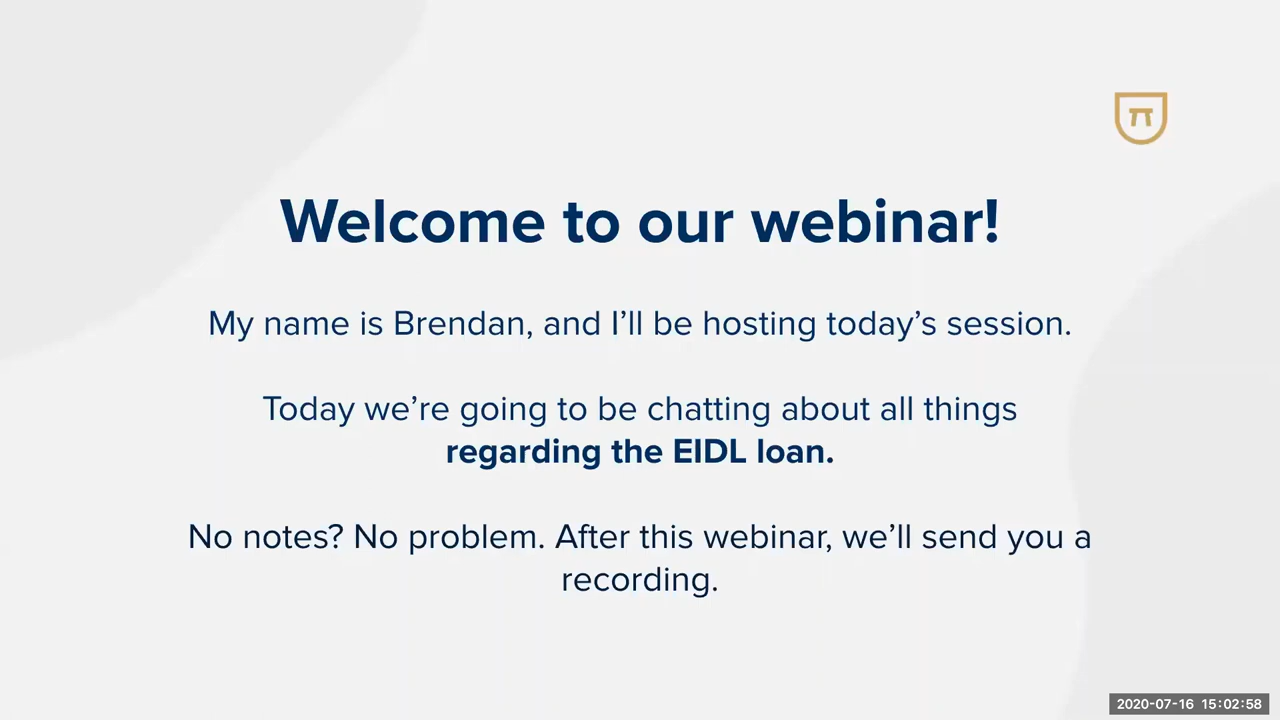 Welcome to our webinar!
My name is Brendan, and I’ll be hosting today’s session.
Today we’re going to be chatting about all things
regarding the EIDL loan.
No notes? No problem. After this webinar, we’ll send you a
recording.
2020-07-16 15:02:58